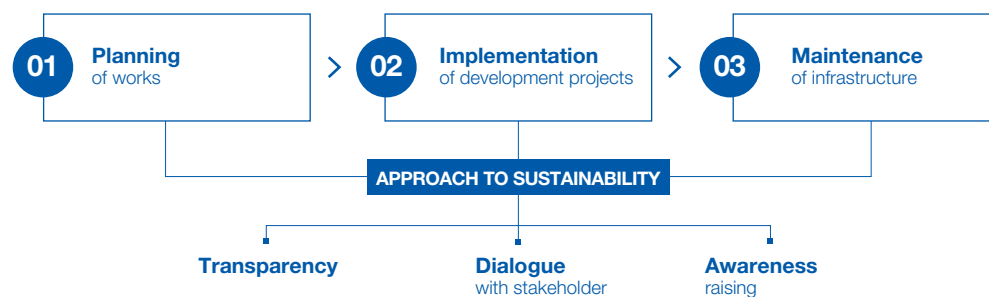 01
Planning
of works
>
02
Implementation
of development projects
>
03
Maintenance
of infrastructure
APPROACH TO SUSTAINABILITY
Transparency
Dialogue
with stakeholder
Awareness
raising